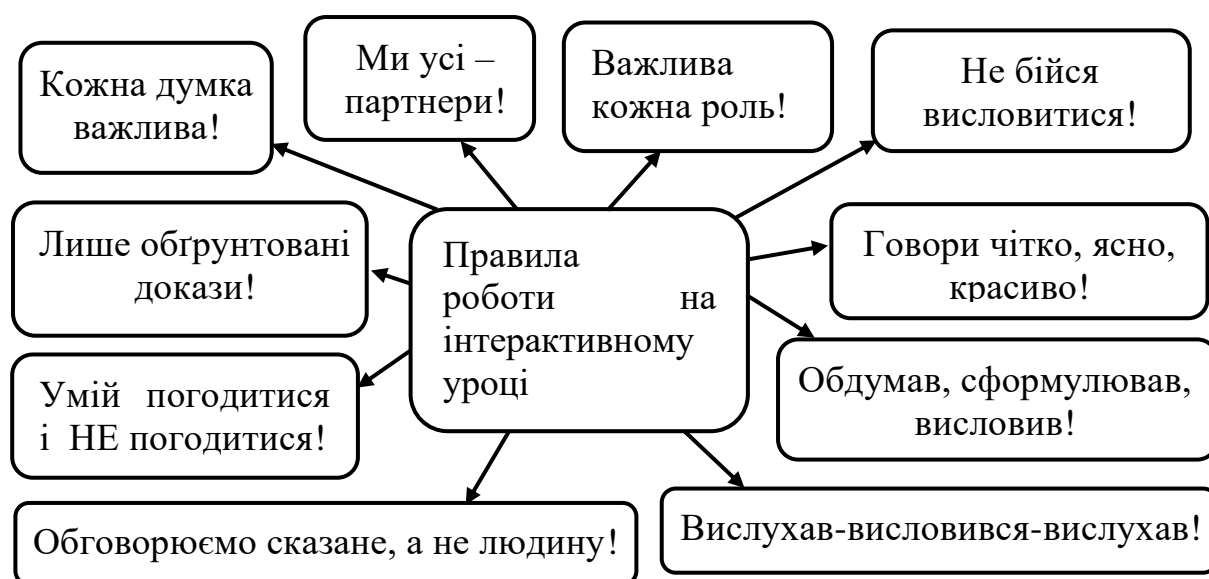 Кожна думка
важлива!
Ми усі –
партнери!
Важлива
кожна роль!
Не бійся
висловитися!
Лише обґрунтовані
докази!
Правила
роботи на
інтерактивному
уроці
Говори чітко, ясно,
красиво!
Умій погодитися
і НЕ погодитися!
Обдумав, сформулював,
висловив!
Обговорюємо сказане, а не людину!
Вислухав-висловився-вислухав!